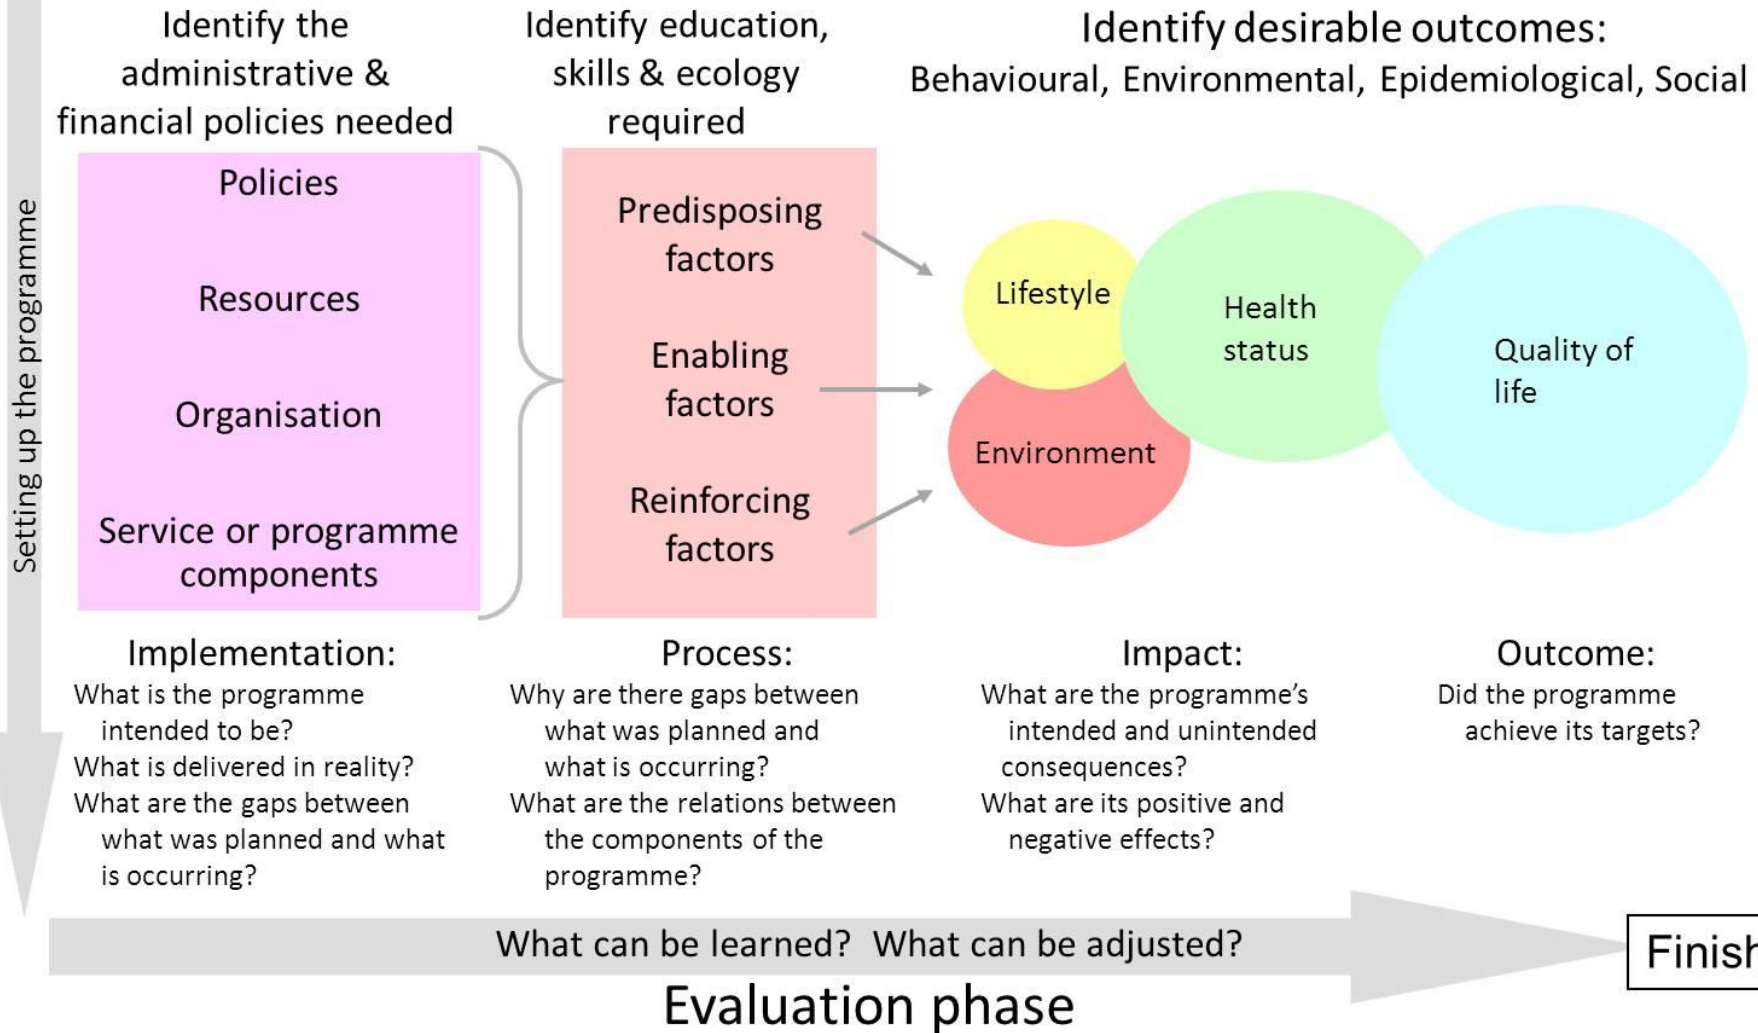 Identify the
administrative &
financial policies needed
Identify education,
skills & ecology
required
Identify desirable outcomes:
Behavioural, Environmental, Epidemiological, Social
Setting up the programme
Policies
Resources
Organisation
Service or programme
components
Predisposing
factors
Enabling
factors
Reinforcing
factors
Lifestyle
Environment
Health
status
Quality of
life
Implementation:
What is the programme
intended to be?
What is delivered in reality?
What are the gaps between
what was planned and what
is occurring?
Process:
Why are there gaps between
what was planned and
what is occurring?
What are the relations between
the components of the
programme?
Impact:
What are the programme’s
intended and unintended
consequences?
What are its positive and
negative effects?
Outcome:
Did the programme
achieve its targets?
What can be learned? What can be adjusted?
Finish
Evaluation phase